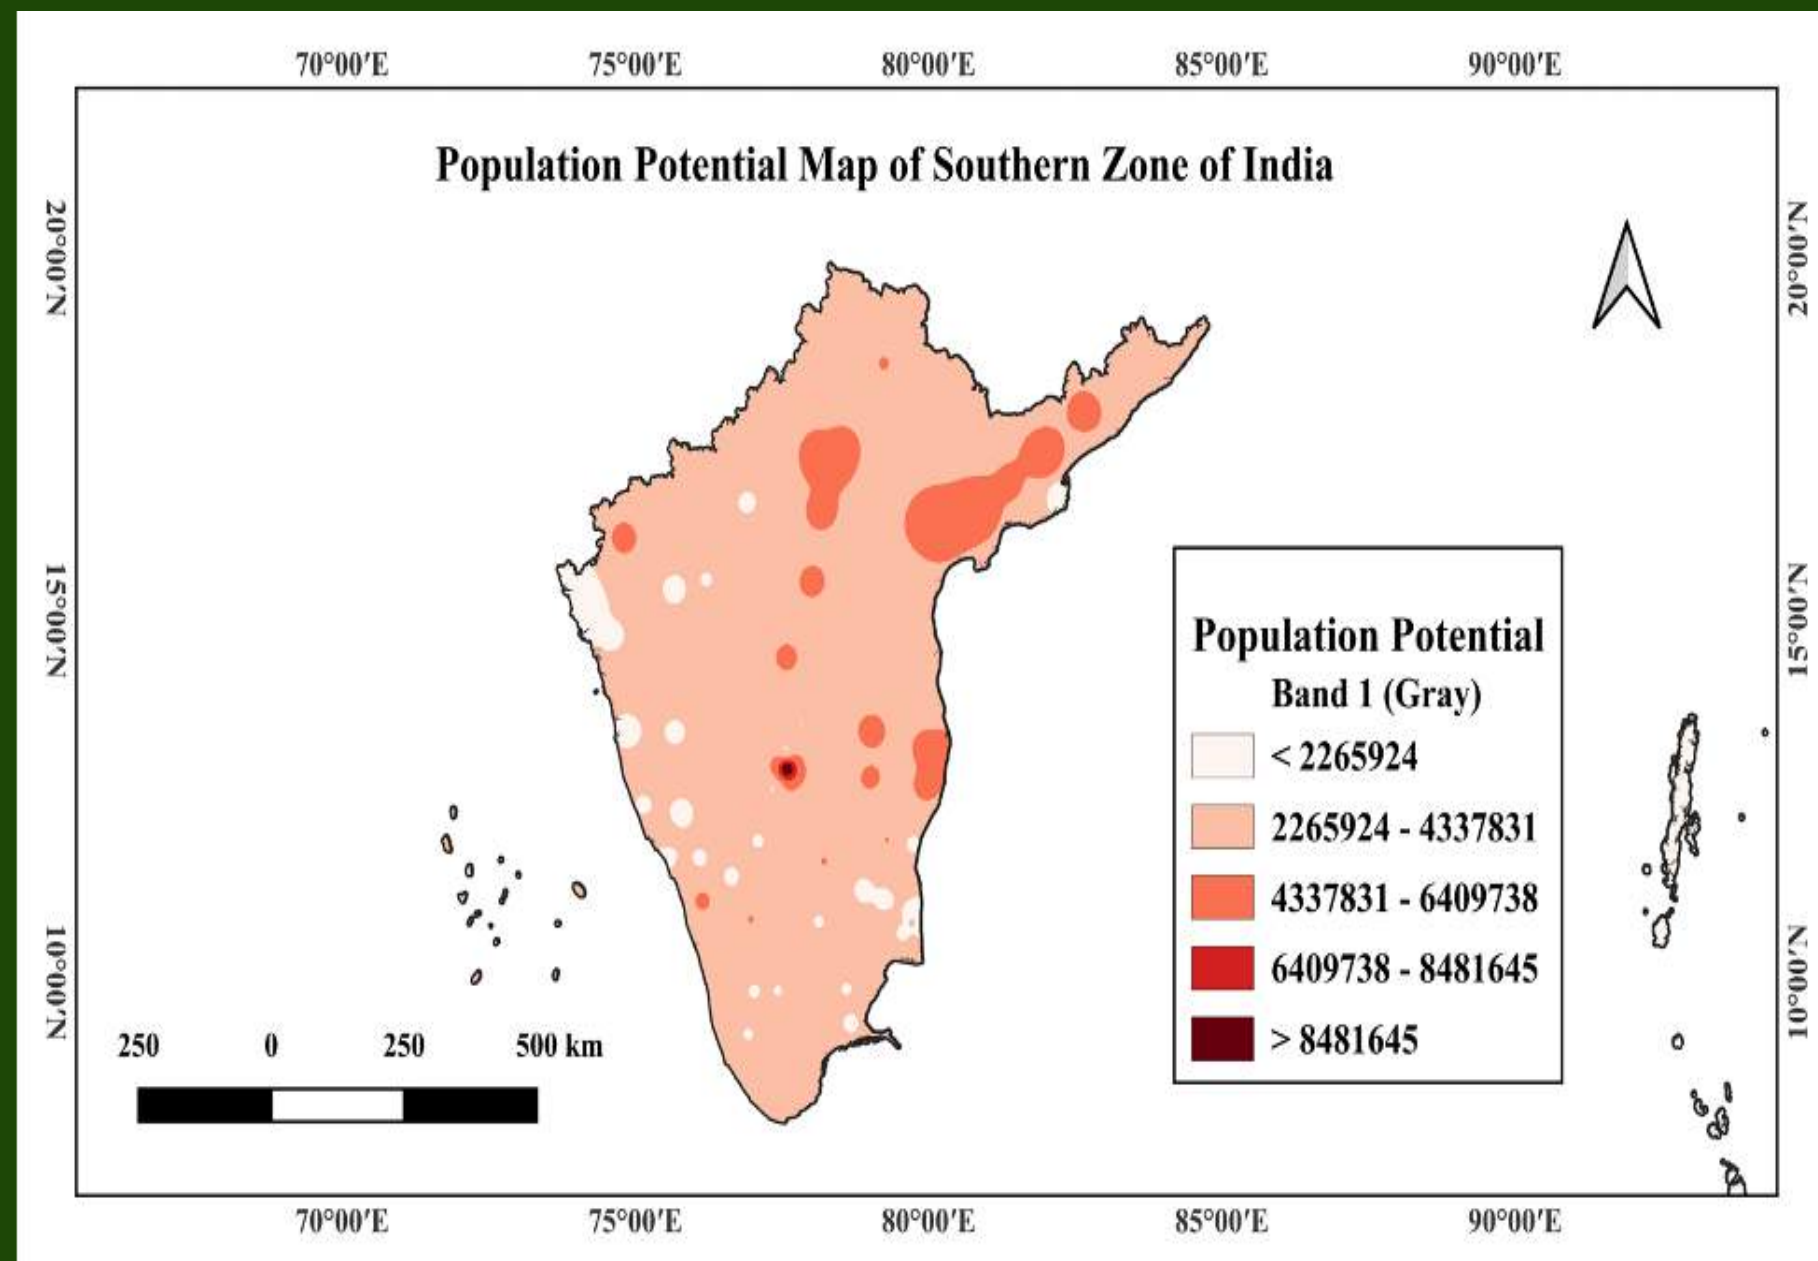 70°00′E 75°00′E 80°00′E 85°00′E 90°00′E
Population Potential Map of Southern Zone of India
20°00′N
20°00′N
15°00′N
15°00′N
10°00′N
10°00′N
Population Potential
Band 1 (Gray)
< 2265924
2265924 - 4337831
4337831 - 6409738
6409738 - 8481645
> 8481645
250 0 250 500 km
70°00′E 75°00′E 80°00′E 85°00′E 90°00′E